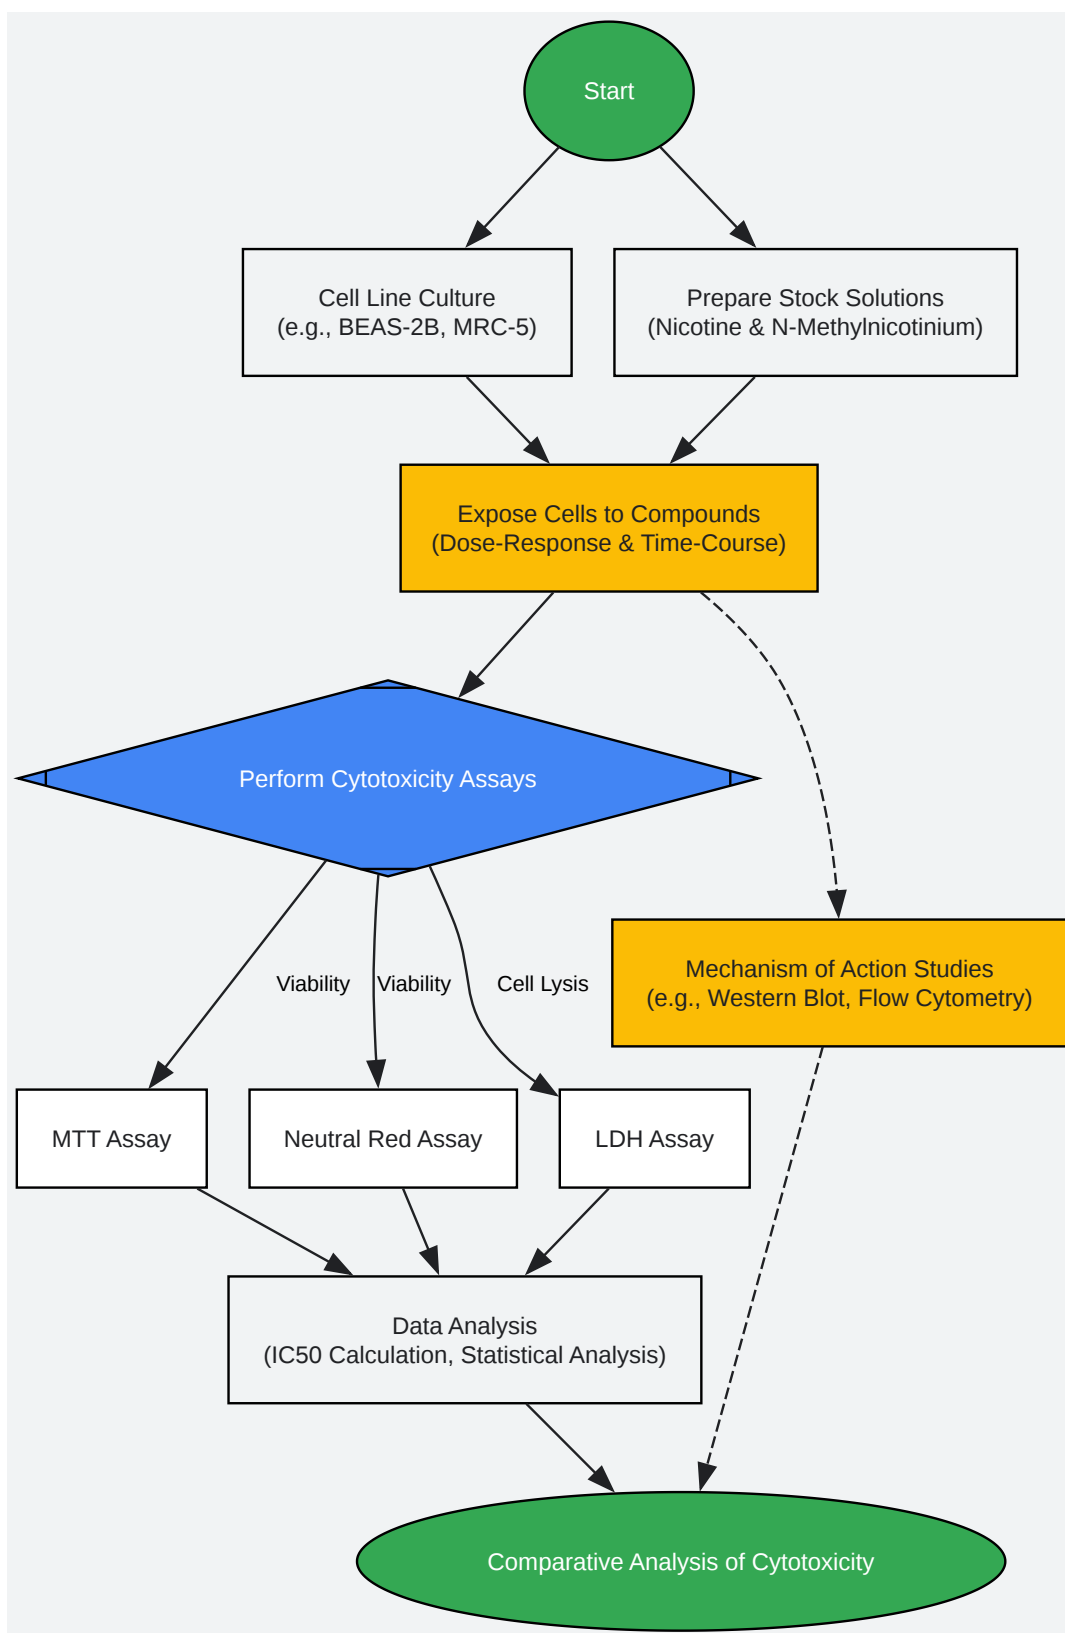 Start
Cell Line Culture
(e.g., BEAS-2B, MRC-5)
Prepare Stock Solutions
(Nicotine & N-Methylnicotinium)
Expose Cells to Compounds
(Dose-Response & Time-Course)
Perform Cytotoxicity Assays
Viability
Viability
Cell Lysis
Mechanism of Action Studies
(e.g., Western Blot, Flow Cytometry)
MTT Assay
Neutral Red Assay
LDH Assay
Data Analysis
(IC50 Calculation, Statistical Analysis)
Comparative Analysis of Cytotoxicity